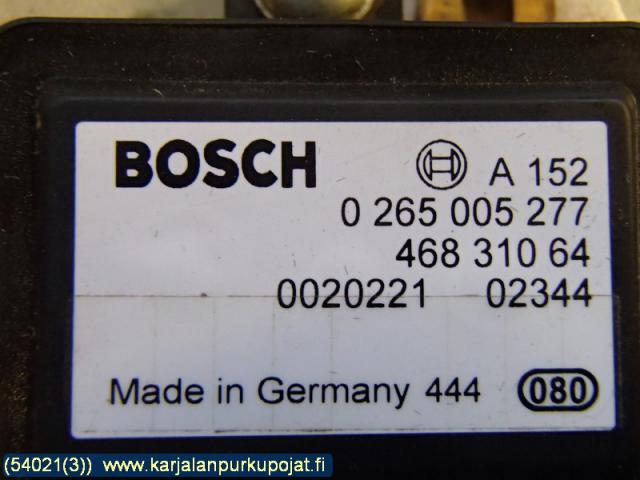 BOSCH A 152
0 265 005 277
468 310 64
0020221 02344
Made in Germany 444 080
(54021(3)) www.karjalanpurkupojat.fi